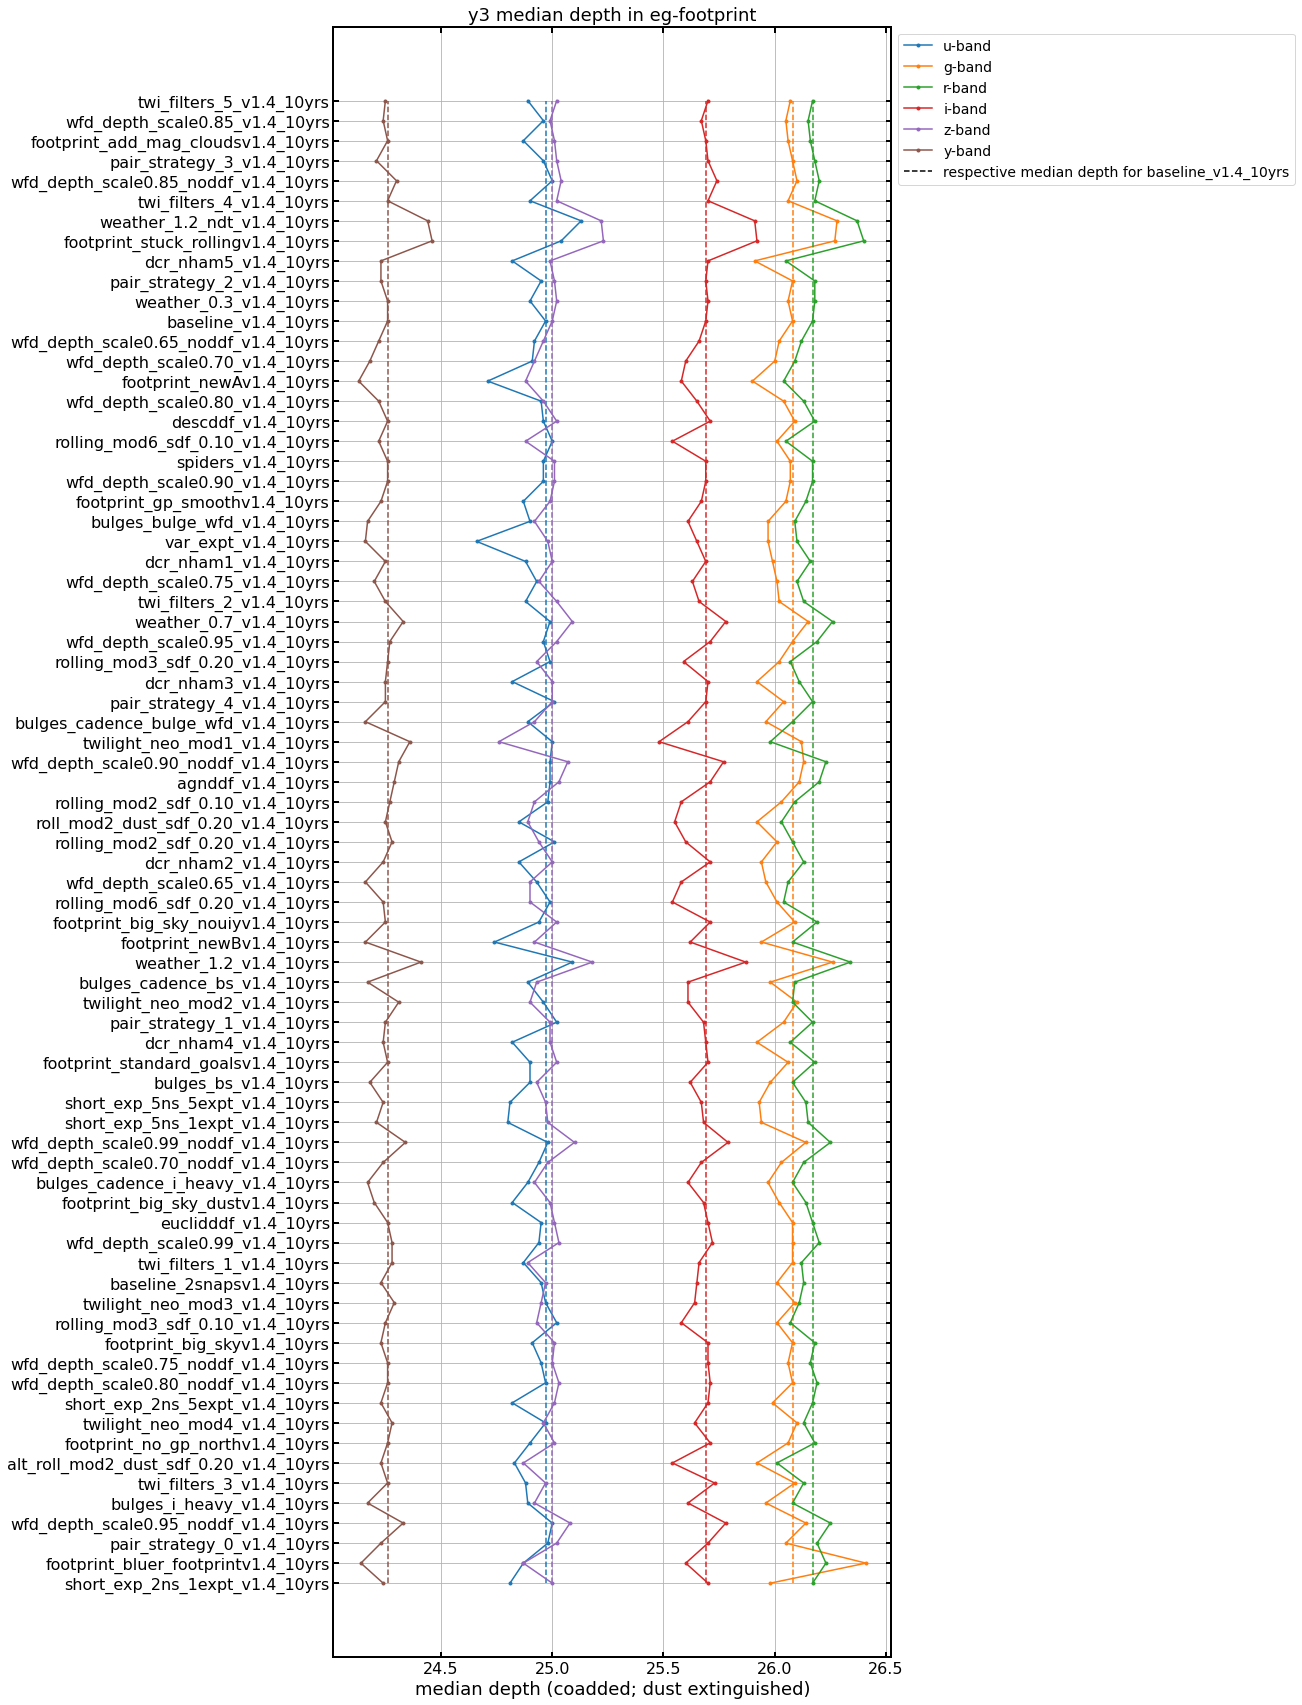 y3 median depth in eg-footprint
u-band
g-band
r-band
i-band
z-band
y-band
respective median depth for baseline_v1.4_10yrs
twi_filters_5_v1.4_10yrs
wfd_depth_scale0.85_v1.4_10yrs
footprint_add_mag_cloudsv1.4_10yrs
pair_strategy_3_v1.4_10yrs
wfd_depth_scale0.85_noddf_v1.4_10yrs
twi_filters_4_v1.4_10yrs
weather_1.2_ndt_v1.4_10yrs
footprint_stuck_rollingv1.4_10yrs
dcr_nham5_v1.4_10yrs
pair_strategy_2_v1.4_10yrs
weather_0.3_v1.4_10yrs
baseline_v1.4_10yrs
wfd_depth_scale0.65_noddf_v1.4_10yrs
wfd_depth_scale0.70_v1.4_10yrs
footprint_newAv1.4_10yrs
wfd_depth_scale0.80_v1.4_10yrs
descddf_v1.4_10yrs
rolling_mod6_sdf_0.10_v1.4_10yrs
spiders_v1.4_10yrs
wfd_depth_scale0.90_v1.4_10yrs
footprint_gp_smoothv1.4_10yrs
bulges_bulge_wfd_v1.4_10yrs
var_expt_v1.4_10yrs
dcr_nham1_v1.4_10yrs
wfd_depth_scale0.75_v1.4_10yrs
twi_filters_2_v1.4_10yrs
weather_0.7_v1.4_10yrs
wfd_depth_scale0.95_v1.4_10yrs
rolling_mod3_sdf_0.20_v1.4_10yrs
dcr_nham3_v1.4_10yrs
pair_strategy_4_v1.4_10yrs
bulges_cadence_bulge_wfd_v1.4_10yrs
twilight_neo_mod1_v1.4_10yrs
wfd_depth_scale0.90_noddf_v1.4_10yrs
agnddf_v1.4_10yrs
rolling_mod2_sdf_0.10_v1.4_10yrs
roll_mod2_dust_sdf_0.20_v1.4_10yrs
rolling_mod2_sdf_0.20_v1.4_10yrs
dcr_nham2_v1.4_10yrs
wfd_depth_scale0.65_v1.4_10yrs
rolling_mod6_sdf_0.20_v1.4_10yrs
footprint_big_sky_nouiyv1.4_10yrs
footprint_newBv1.4_10yrs
weather_1.2_v1.4_10yrs
bulges_cadence_bs_v1.4_10yrs
twilight_neo_mod2_v1.4_10yrs
pair_strategy_1_v1.4_10yrs
dcr_nham4_v1.4_10yrs
footprint_standard_goalsv1.4_10yrs
bulges_bs_v1.4_10yrs
short_exp_5ns_5expt_v1.4_10yrs
short_exp_5ns_1expt_v1.4_10yrs
wfd_depth_scale0.99_noddf_v1.4_10yrs
wfd_depth_scale0.70_noddf_v1.4_10yrs
bulges_cadence_i_heavy_v1.4_10yrs
footprint_big_sky_dustv1.4_10yrs
euclidddf_v1.4_10yrs
wfd_depth_scale0.99_v1.4_10yrs
twi_filters_1_v1.4_10yrs
baseline_2snapsv1.4_10yrs
twilight_neo_mod3_v1.4_10yrs
rolling_mod3_sdf_0.10_v1.4_10yrs
footprint_big_skyv1.4_10yrs
wfd_depth_scale0.75_noddf_v1.4_10yrs
wfd_depth_scale0.80_noddf_v1.4_10yrs
short_exp_2ns_5expt_v1.4_10yrs
twilight_neo_mod4_v1.4_10yrs
footprint_no_gp_northv1.4_10yrs
alt_roll_mod2_dust_sdf_0.20_v1.4_10yrs
twi_filters_3_v1.4_10yrs
bulges_i_heavy_v1.4_10yrs
wfd_depth_scale0.95_noddf_v1.4_10yrs
pair_strategy_0_v1.4_10yrs
footprint_bluer_footprintv1.4_10yrs
short_exp_2ns_1expt_v1.4_10yrs
24.5 25.0 25.5 26.0 26.5
median depth (coadded; dust extinguished)